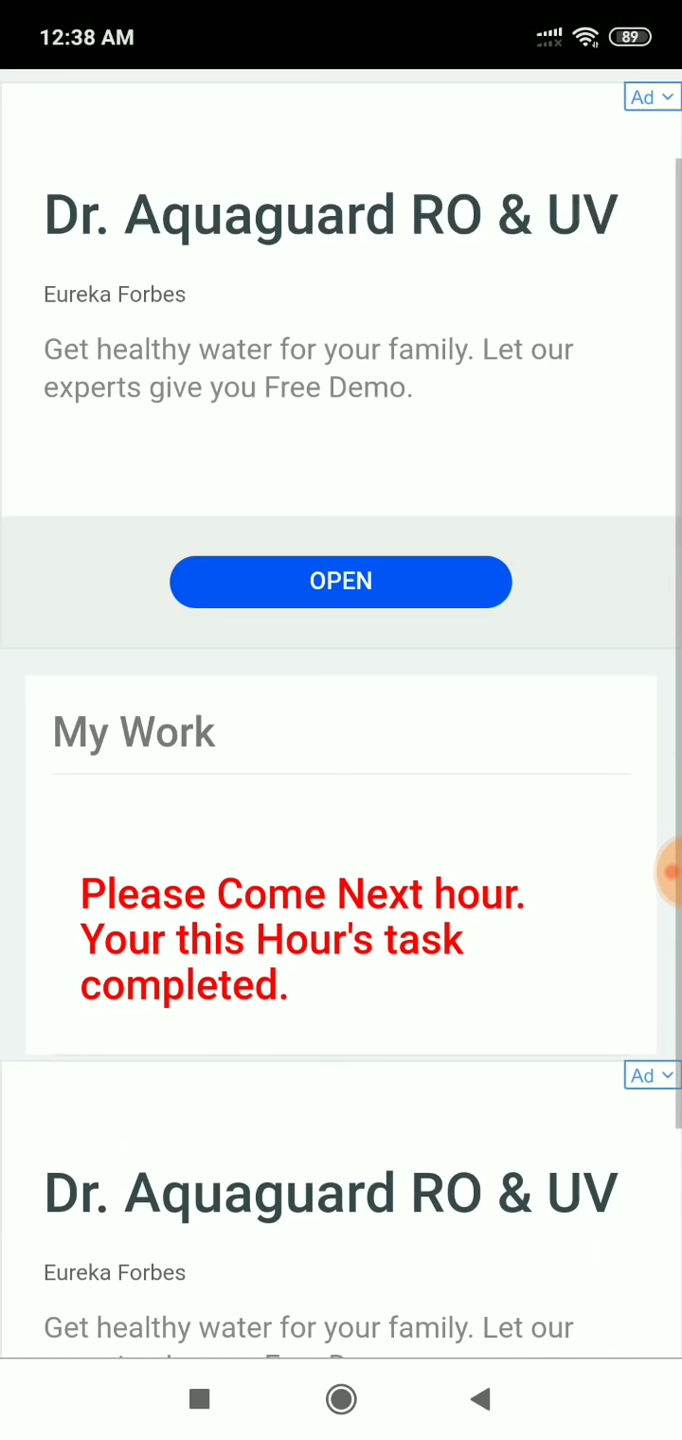 12:38 AM
89
Ad
Dr. Aquaguard RO & UV
Eureka Forbes
Get healthy water for your family. Let our
experts give you Free Demo.
OPEN
My Work
Please Come Next hour.
Your this Hour's task
completed.
Ad
Dr. Aquaguard RO & UV
Eureka Forbes
Get healthy water for your family. Let our